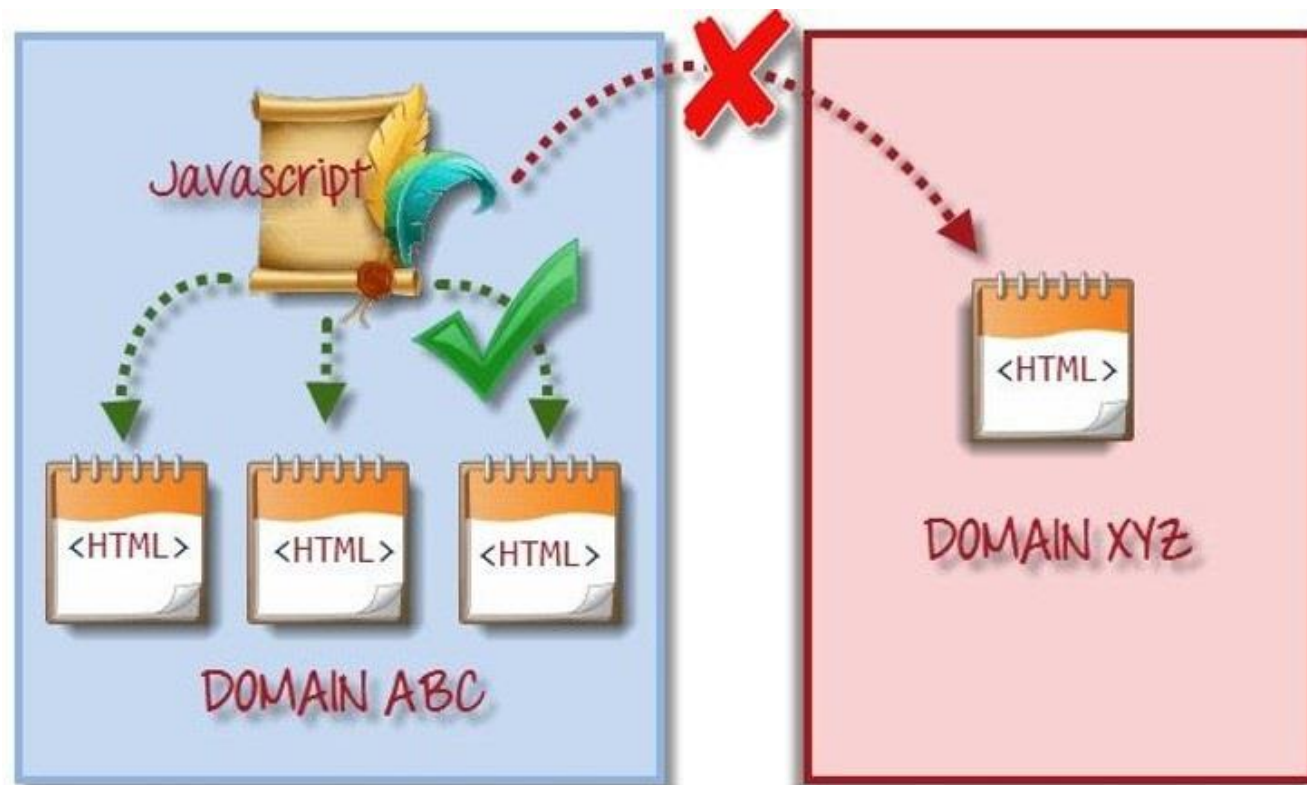 Javascript
<HTML>
<HTML>
<HTML>
<HTML>
DOMAIN XYZ
DOMAIN ABC